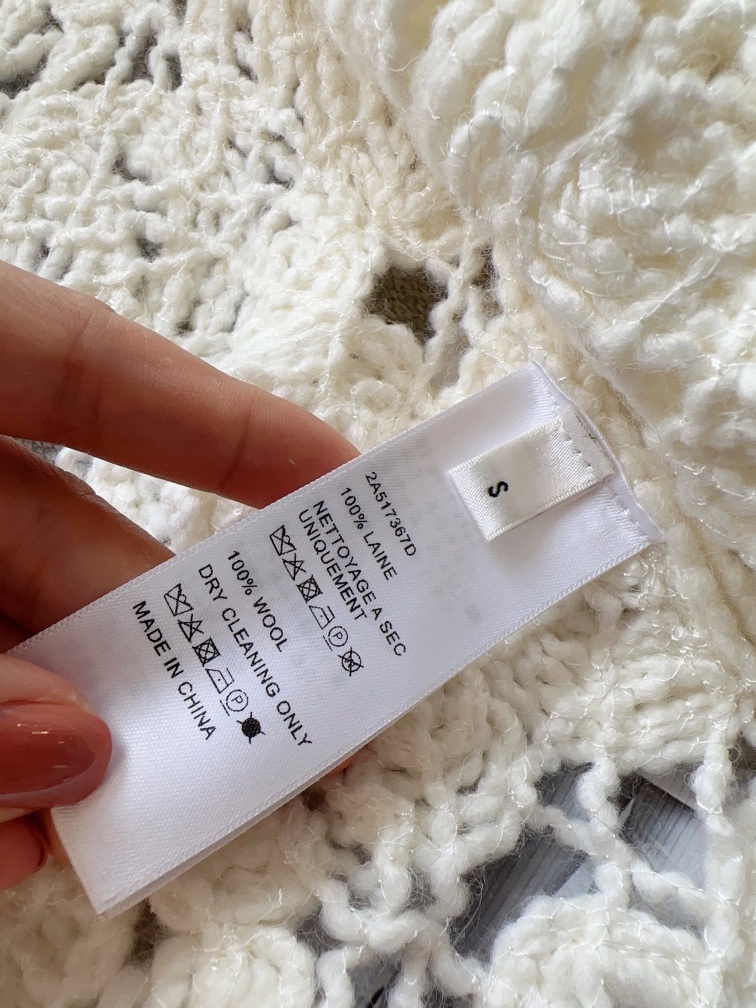 S
2A517367D
100% LAINE
NETTOYAGE A SEC
UNIQUEMENT
P
100% WOOL
DRY CLEANING ONLY
P
MADE IN CHINA